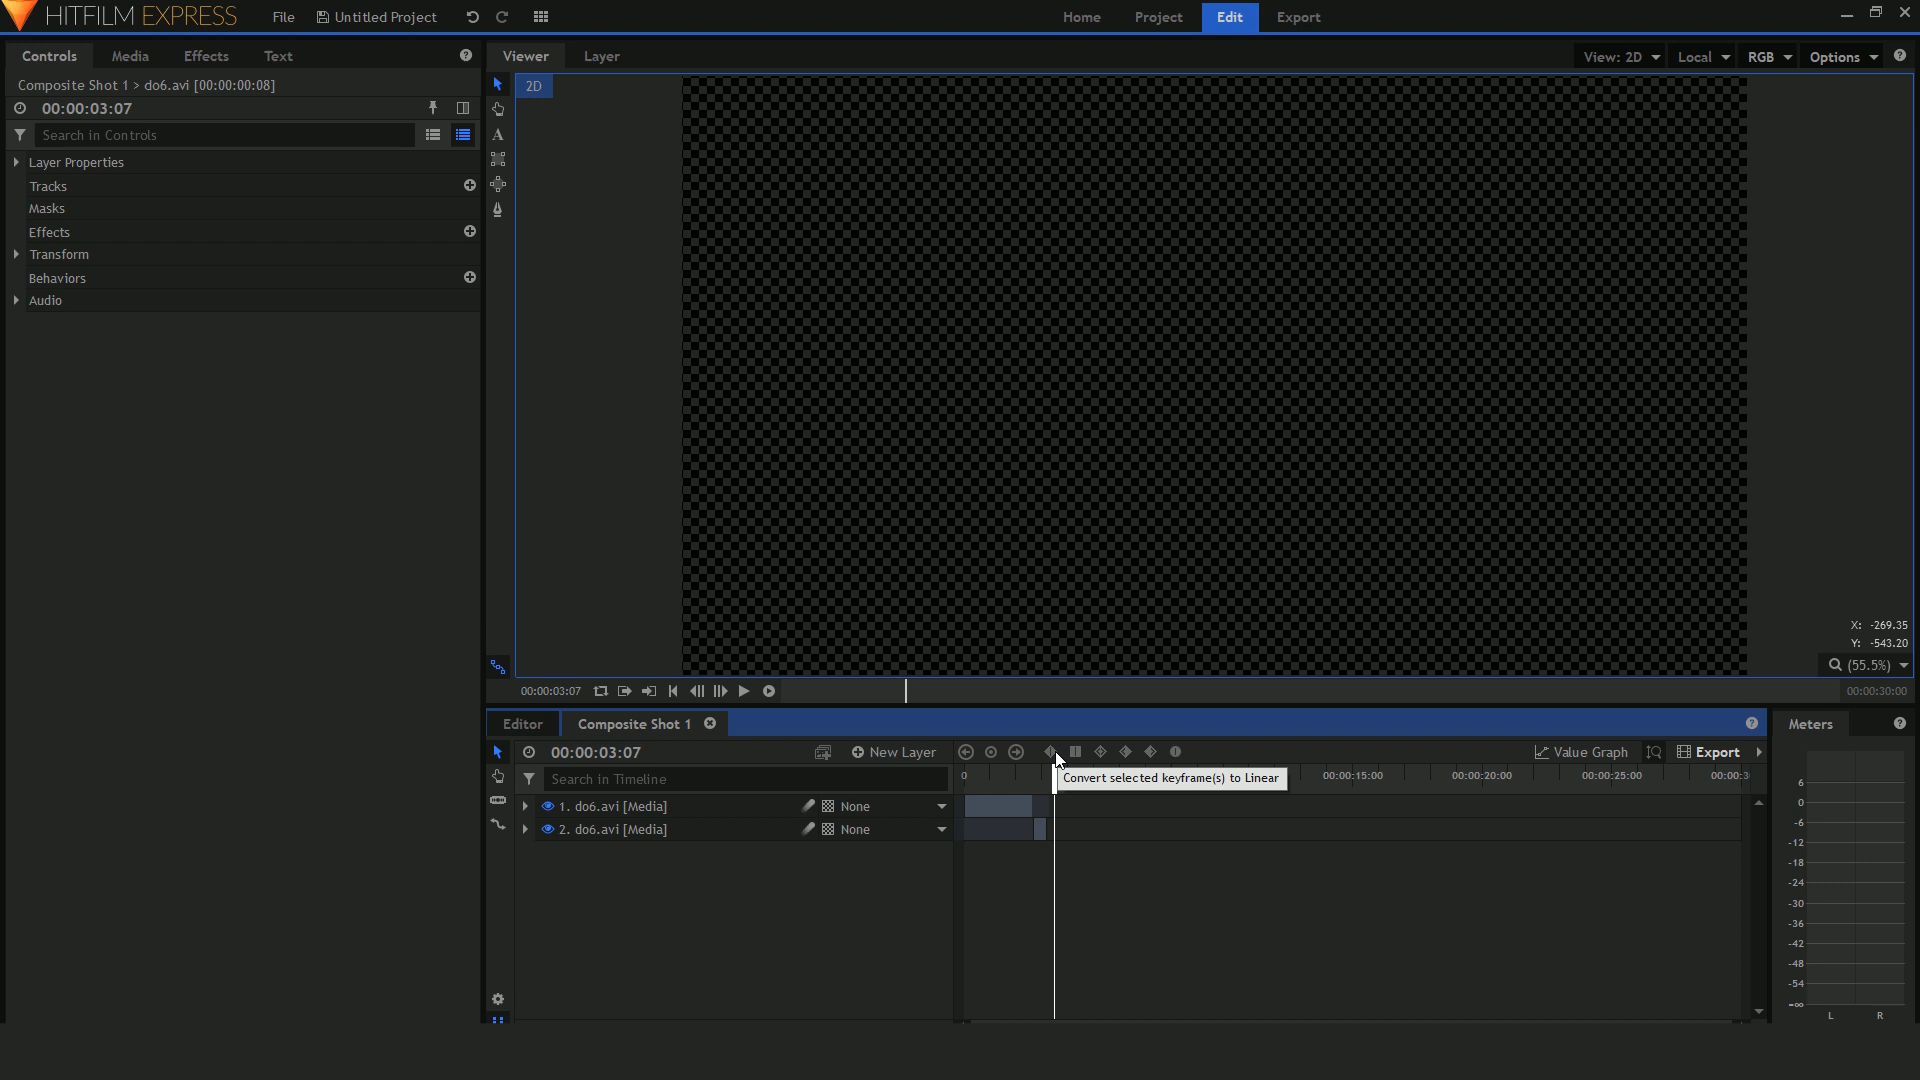 HITFILM EXPRESS
File
Untitled Project
Home
Project
Edit
Export
Controls
Media
Effects
Text
Viewer
Layer
View: 2D
Local
RGB
Options
Composite Shot 1 > do6.avi [00:00:00:08]
2D
00:00:03:07
Search in Controls
Layer Properties
Tracks
Masks
Effects
Transform
Behaviors
Audio
X: -269.35
Y: -543.20
(55.5%)
00:00:03:07
00:00:30:00
Editor
Composite Shot 1
Meters
00:00:03:07
New Layer
Value Graph
Export
Search in Timeline
0
Convert selected keyframe(s) to Linear
00:00:15:00
00:00:20:00
00:00:25:00
00:00:3
1. do6.avi [Media]
None
2. do6.avi [Media]
None
6
0
-6
-12
-18
-24
-30
-36
-42
-48
-54
-∞
L
R